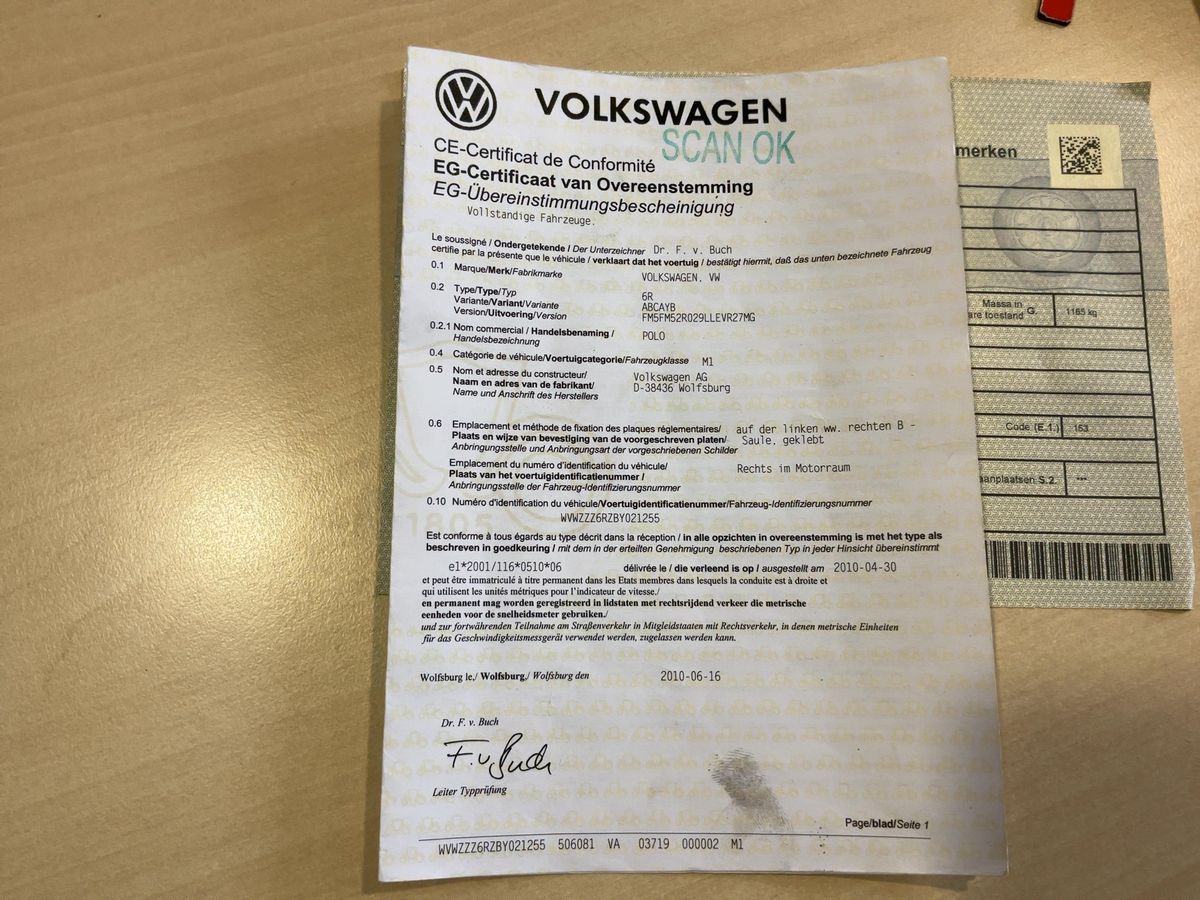 VOLKSWAGEN
SCAN OK
CE-Certificat de Conformité
EG-Certificaat van Overeenstemming
EG-Übereinstimmungsbescheinigung
Vollstandige Fahrzeuge.
Le soussigné / Ondergetekende / Der Unterzeichner Dr. F. v. Buch
certifie par la présente que le véhicule / verklaart dat het voertuig / bestätigt hiermit, daß das unten bezeichnete Fahrzeug
0.1 Marque/Merk/Fabrikmarke VOLKSWAGEN, VW
0.2 Type/Type/Typ 6R
Variante/Variant/Variante ABCAYB
Version/Uitvoering/Version FM5FM52R029LLEVR27MG
0.2.1 Nom commercial / Handelsbenaming / POLO
Handelsbezeichnung
0.4 Catégorie de véhicule/Voertuigcategorie/Fahrzeugklasse M1
0.5 Nom et adresse du constructeur/ Volkswagen AG
Naam en adres van de fabrikant/ D-38436 Wolfsburg
Name und Anschrift des Herstellers
0.6 Emplacement et méthode de fixation des plaques réglementaires/ auf der linken ww. rechten B -
Plaats en wijze van bevestiging van de voorgeschreven platen/ Saule, geklebt
Anbringungsstelle und Anbringungsart der vorgeschriebenen Schilder
Emplacement du numéro d'identification du véhicule/ Rechts im Motorraum
Plaats van het voertuigidentificatienummer /
Anbringungsstelle der Fahrzeug-Identifizierungsnummer
0.10 Numéro d'identification du véhicule/Voertuigidentificatienummer/Fahrzeug-Identifizierungsnummer
WVWZZZ6RZBY021255
Est conforme à tous égards au type décrit dans la réception / in alle opzichten in overeenstemming is met het type als
beschreven in goedkeuring / mit dem in der erteilten Genehmigung beschriebenen Typ in jeder Hinsicht übereinstimmt
e1*2001/116*0510*06 délivrée le / die verleend is op / ausgestellt am 2010-04-30
et peut être immatriculé à titre permanent dans les Etats membres dans lesquels la conduite est à droite et
qui utilisent les unités métriques pour l'indicateur de vitesse./
en permanent mag worden geregistreerd in lidstaten met rechtsrijdend verkeer die metrische
eenheden voor de snelheidsmeter gebruiken./
und zur fortwährenden Teilnahme am Straßenverkehr in Mitgliedstaaten mit Rechtsverkehr, in denen metrische Einheiten
für das Geschwindigkeitsmessgerät verwendet werden, zugelassen werden kann.
Wolfsburg le,/ Wolfsburg,/ Wolfsburg den 2010-06-16
Dr. F. v. Buch
F. v. Buch
Leiter Typprüfung
Page/blad/Seite 1
WVWZZZ6RZBY021255 506081 VA 03719 000002 M1
1805
merken
Massa in
are toestand G. 1165 kg
Code (E.1.) 153
aanplaatsen S.2. ---